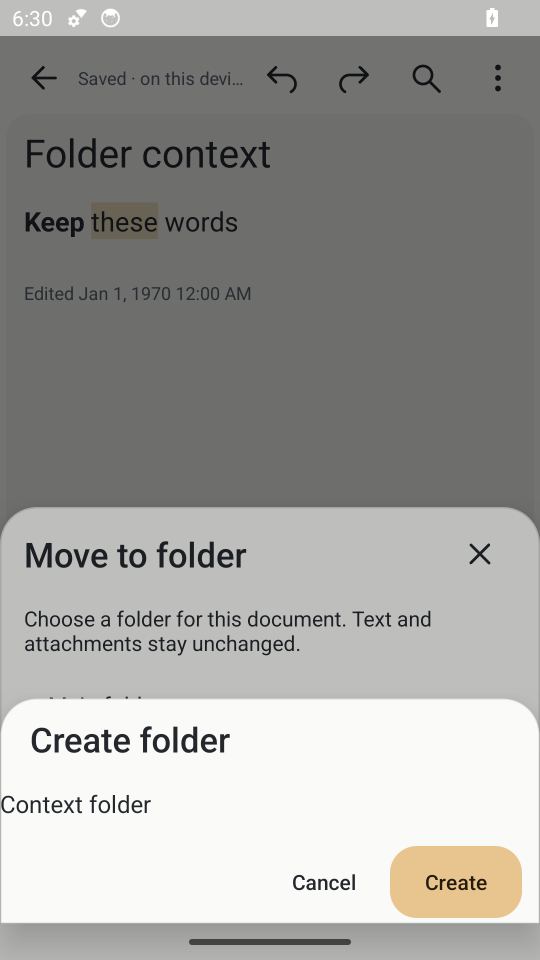 6:30
Saved · on this devi…
Folder context
Keep these words
Edited Jan 1, 1970 12:00 AM
Move to folder
Choose a folder for this document. Text and
attachments stay unchanged.
Create folder
Context folder
Cancel
Create